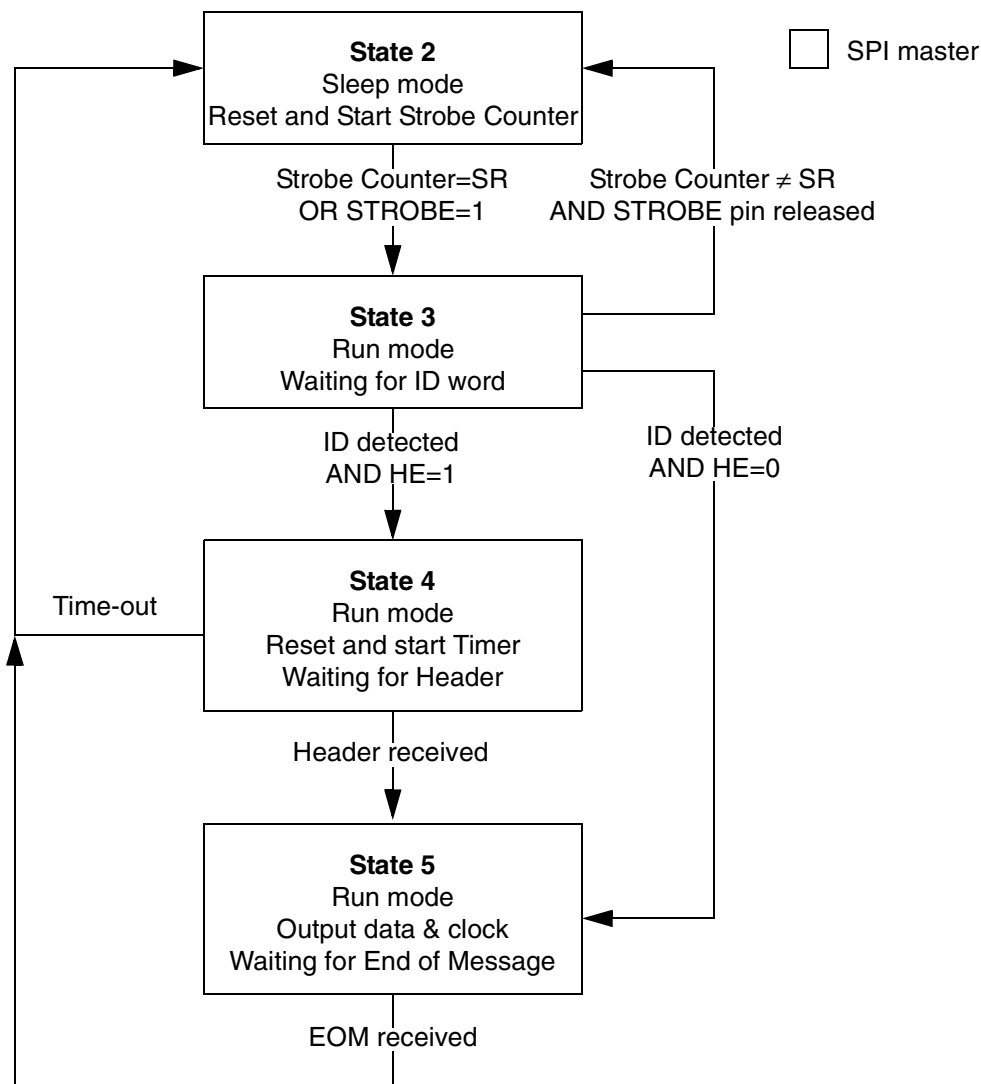 State 2
Sleep mode
Reset and Start Strobe Counter
SPI master
Strobe Counter=SR
OR STROBE=1
Strobe Counter ≠ SR
AND STROBE pin released
State 3
Run mode
Waiting for ID word
ID detected
AND HE=1
ID detected
AND HE=0
State 4
Run mode
Reset and start Timer
Waiting for Header
Time-out
Header received
State 5
Run mode
Output data & clock
Waiting for End of Message
EOM received